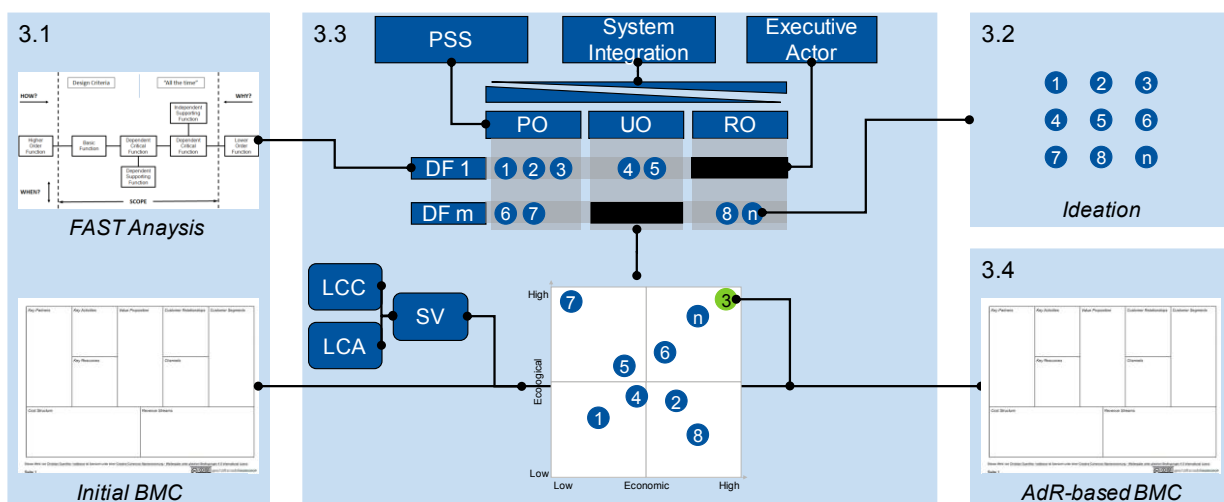 3.1
Design Criteria
"All the time"
HOW?
WHY?
Independent
Supporting
Function
Higher
Order
Function
Basic
Function
Dependent
Critical
Function
Dependent
Critical
Function
Lower
Order
Function
Dependent
Supporting
Function
WHEN?
SCOPE
FAST Anaysis
Key Partners
Key Activities
Value Proposition
Customer Relationships
Customer Segments
Key Resources
Channels
Cost Structure
Revenue Streams
Initial BMC
3.3
PSS
System
Integration
Executive
Actor
PO
UO
RO
DF 1
1 2 3
4 5
DF m
6 7
8 n
LCC
LCA
SV
High
Ecological
Low
7
3
n
6
5
4
2
1
8
Low
Economic
High
3.2
1 2 3
4 5 6
7 8 n
Ideation
3.4
Key Partners
Key Activities
Value Proposition
Customer Relationships
Customer Segments
Key Resources
Channels
Cost Structure
Revenue Streams
AdR-based BMC